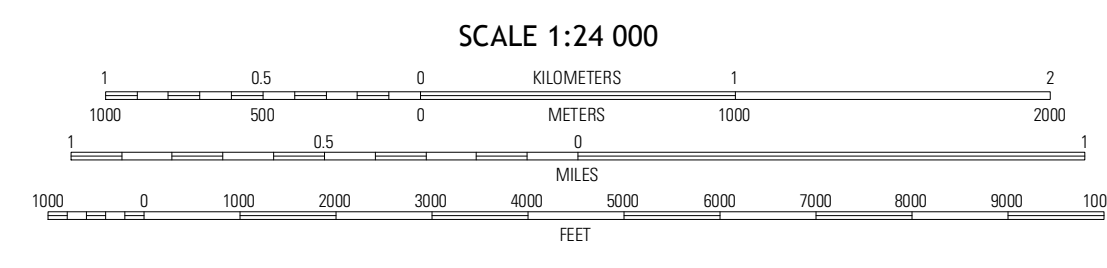 SCALE 1:24 000
1 0.5 0 KILOMETERS 1 2
1000 500 0 METERS 1000 2000
1 0.5 0 1
MILES
1000 0 1000 2000 3000 4000 5000 6000 7000 8000 9000 100
FEET